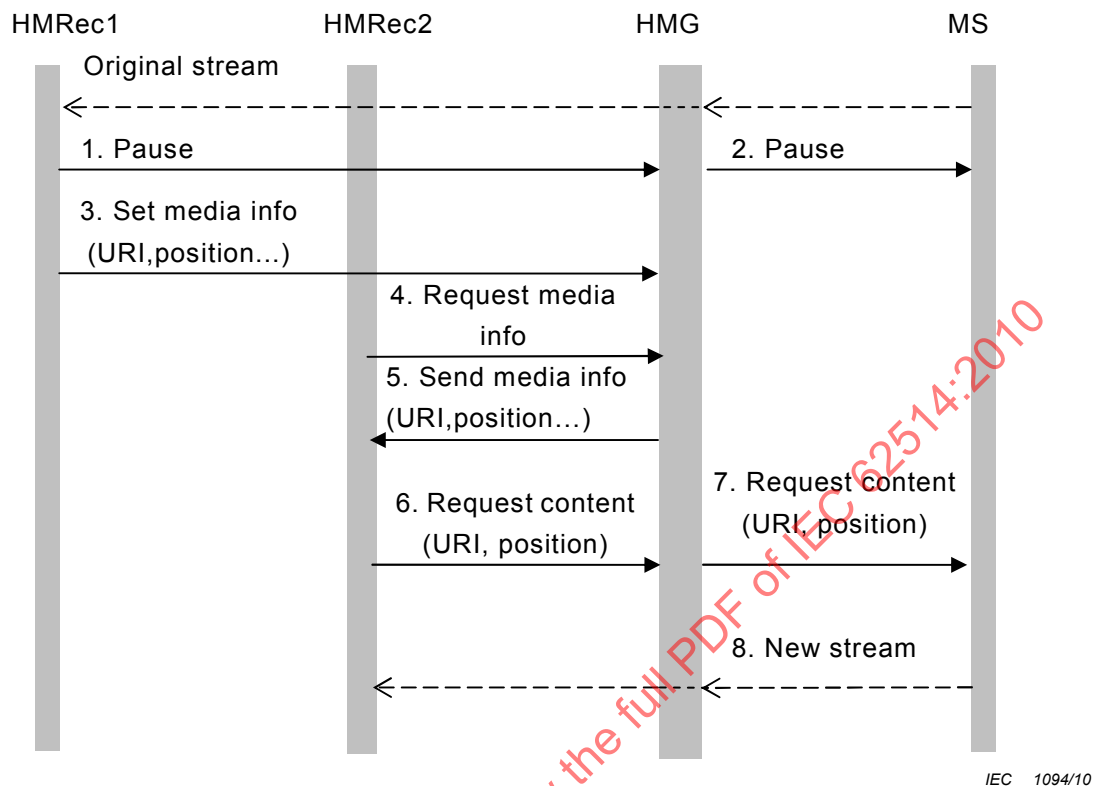 HMRec1 HMRec2 HMG MS
Original stream
1. Pause
2. Pause
3. Set media info
(URI,position…)
4. Request media
info
5. Send media info
(URI,position…)
6. Request content
(URI, position)
7. Request content
(URI, position)
8. New stream
the full PDF of IEC 62514:2010
IEC 1094/10